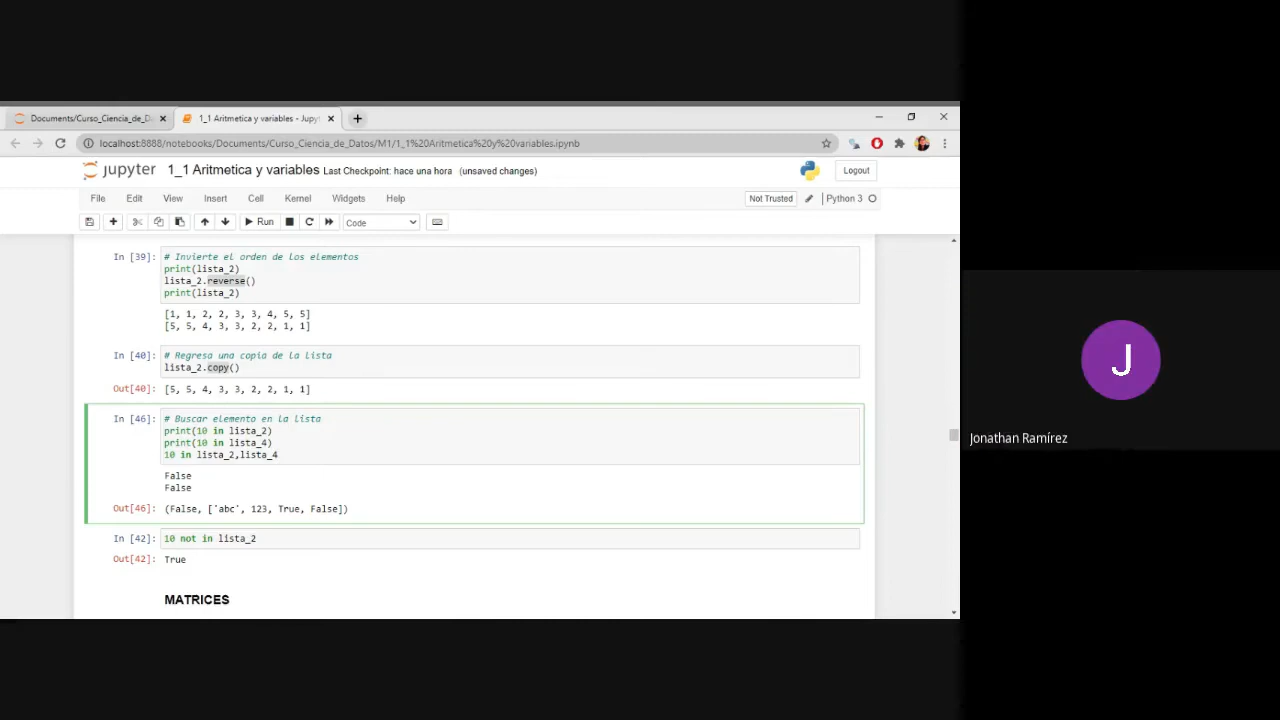 Documents/Curso_Ciencia_de_Da
1_1 Aritmetica y variables - Jupyt
localhost:8888/notebooks/Documents/Curso_Ciencia_de_Datos/M1/1_1%20Aritmetica%20y%20variables.ipynb
jupyter 1_1 Aritmetica y variables Last Checkpoint: hace una hora (unsaved changes) Logout
File Edit View Insert Cell Kernel Widgets Help Not Trusted Python 3
Run Code
In [39]: # Invierte el orden de los elementos
print(lista_2)
lista_2.reverse()
print(lista_2)
[1, 1, 2, 2, 3, 3, 4, 5, 5]
[5, 5, 4, 3, 3, 2, 2, 1, 1]
In [40]: # Regresa una copia de la lista
lista_2.copy()
Out[40]: [5, 5, 4, 3, 3, 2, 2, 1, 1]
In [46]: # Buscar elemento en la lista
print(10 in lista_2)
print(10 in lista_4)
10 in lista_2,lista_4
False
False
Out[46]: (False, ['abc', 123, True, False])
In [42]: 10 not in lista_2
Out[42]: True
MATRICES
J
Jonathan Ramírez